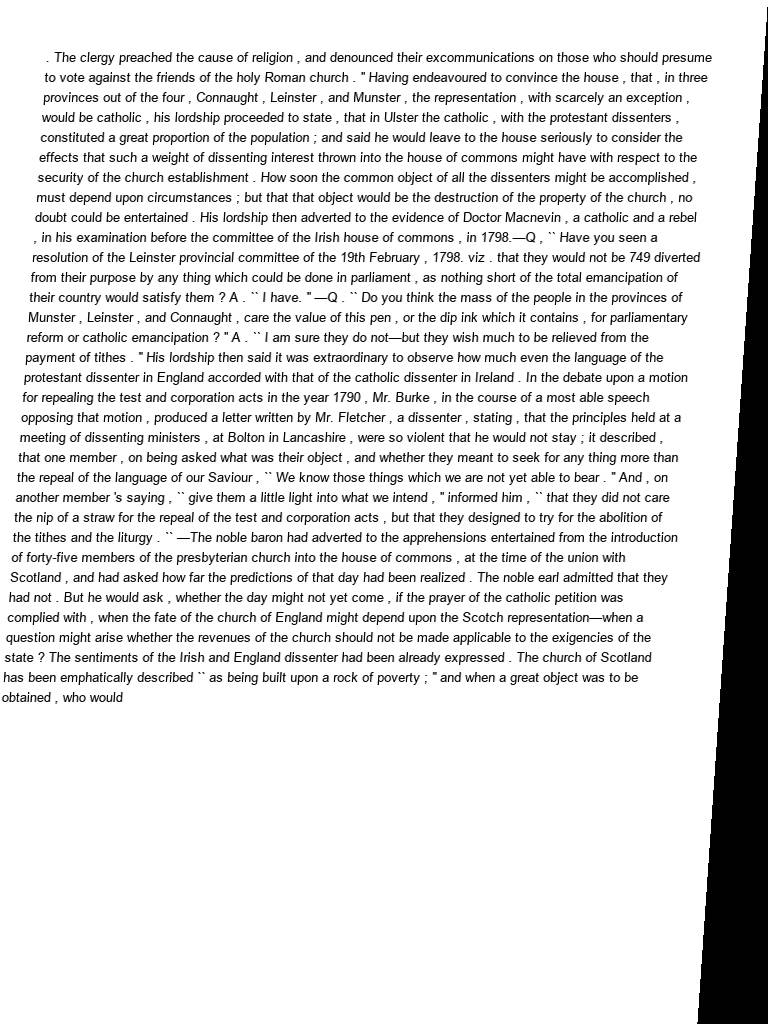 . The clergy preached the cause of religion , and denounced their excommunications on those who should presume
to vote against the friends of the holy Roman church . " Having endeavoured to convince the house , that , in three
provinces out of the four , Connaught , Leinster , and Munster , the representation , with scarcely an exception ,
would be catholic , his lordship proceeded to state , that in Ulster the catholic , with the protestant dissenters ,
constituted a great proportion of the population ; and said he would leave to the house seriously to consider the
effects that such a weight of dissenting interest thrown into the house of commons might have with respect to the
security of the church establishment . How soon the common object of all the dissenters might be accomplished ,
must depend upon circumstances ; but that that object would be the destruction of the property of the church , no
doubt could be entertained . His lordship then adverted to the evidence of Doctor Macnevin , a catholic and a rebel
, in his examination before the committee of the Irish house of commons , in 1798.—Q , `` Have you seen a
resolution of the Leinster provincial committee of the 19th February , 1798. viz . that they would not be 749 diverted
from their purpose by any thing which could be done in parliament , as nothing short of the total emancipation of
their country would satisfy them ? A . `` I have. " —Q . `` Do you think the mass of the people in the provinces of
Munster , Leinster , and Connaught , care the value of this pen , or the dip ink which it contains , for parliamentary
reform or catholic emancipation ? " A . `` I am sure they do not—but they wish much to be relieved from the
payment of tithes . " His lordship then said it was extraordinary to observe how much even the language of the
protestant dissenter in England accorded with that of the catholic dissenter in Ireland . In the debate upon a motion
for repealing the test and corporation acts in the year 1790 , Mr. Burke , in the course of a most able speech
opposing that motion , produced a letter written by Mr. Fletcher , a dissenter , stating , that the principles held at a
meeting of dissenting ministers , at Bolton in Lancashire , were so violent that he would not stay ; it described ,
that one member , on being asked what was their object , and whether they meant to seek for any thing more than
the repeal of the language of our Saviour , `` We know those things which we are not yet able to bear . " And , on
another member 's saying , `` give them a little light into what we intend , " informed him , `` that they did not care
the nip of a straw for the repeal of the test and corporation acts , but that they designed to try for the abolition of
the tithes and the liturgy . `` —The noble baron had adverted to the apprehensions entertained from the introduction
of forty-five members of the presbyterian church into the house of commons , at the time of the union with
Scotland , and had asked how far the predictions of that day had been realized . The noble earl admitted that they
had not . But he would ask , whether the day might not yet come , if the prayer of the catholic petition was
complied with , when the fate of the church of England might depend upon the Scotch representation—when a
question might arise whether the revenues of the church should not be made applicable to the exigencies of the
state ? The sentiments of the Irish and England dissenter had been already expressed . The church of Scotland
has been emphatically described `` as being built upon a rock of poverty ; " and when a great object was to be
obtained , who would